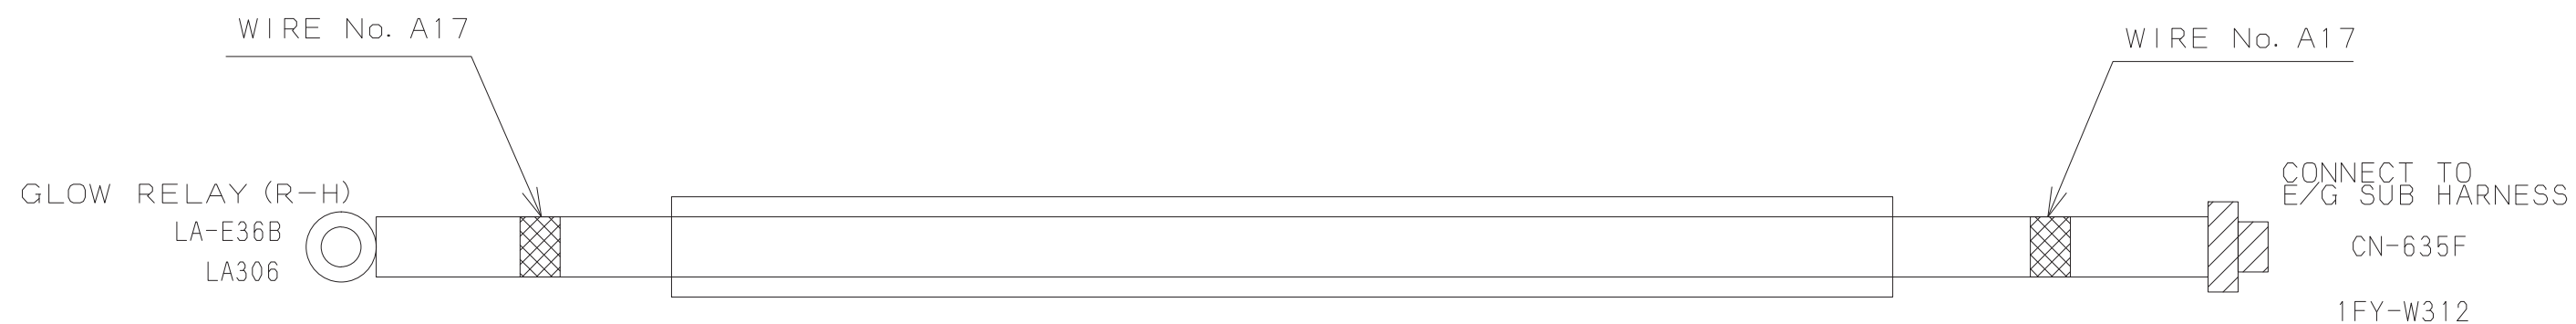 WIRE No. A17
WIRE No. A17
GLOW RELAY (R-H)
LA-E36B
LA306
CONNECT TO
E/G SUB HARNESS
CN-635F
1FY-W312